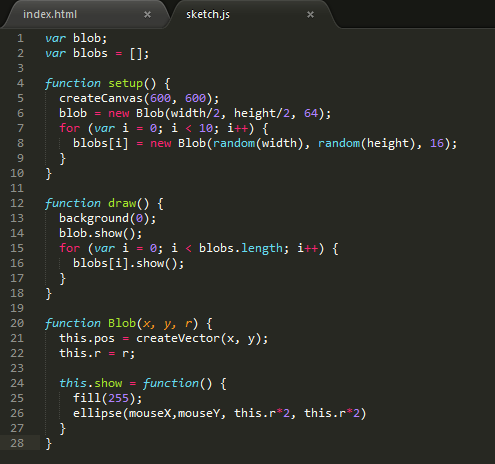 index.html × sketch.js ×
1 var blob;
2 var blobs = [];
3
4 function setup() {
5   createCanvas(600, 600);
6   blob = new Blob(width/2, height/2, 64);
7   for (var i = 0; i < 10; i++) {
8     blobs[i] = new Blob(random(width), random(height), 16);
9   }
10 }
11
12 function draw() {
13   background(0);
14   blob.show();
15   for (var i = 0; i < blobs.length; i++) {
16     blobs[i].show();
17   }
18 }
19
20 function Blob(x, y, r) {
21   this.pos = createVector(x, y);
22   this.r = r;
23
24   this.show = function() {
25     fill(255);
26     ellipse(mouseX,mouseY, this.r*2, this.r*2)
27   }
28 }